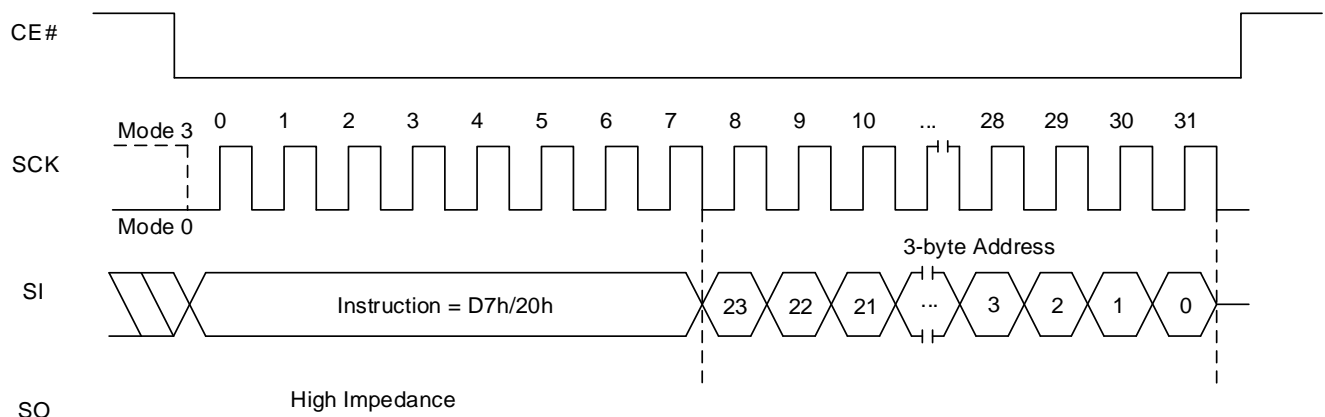 CE#
0 1 2 3 4 5 6 7 8 9 10 ... 28 29 30 31
Mode 3
SCK
Mode 0
3-byte Address
SI
Instruction = D7h/20h 23 22 21 ... 3 2 1 0
High Impedance
SO